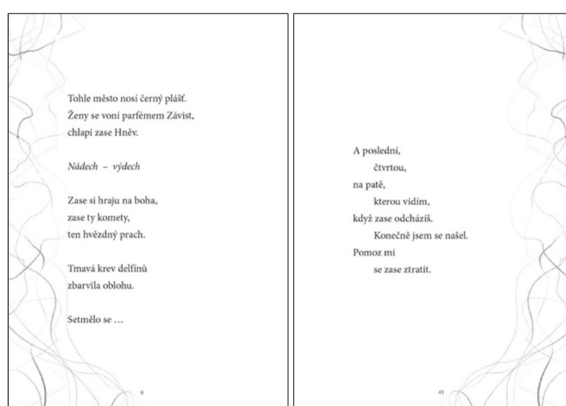 Tohle město nosí černý plášť.
Ženy se voní parfémem Závist,
chlapi zase Hněv.
Nádech – výdech
Zase si hraju na boha,
zase ty komety,
ten hvězdný prach.
Tmavá krev delfínů
zbarvila oblohu.
Setmělo se …
A poslední,
čtvrtou,
na patě,
kterou vidím,
když zase odcházíš.
Konečně jsem se našel.
Pomoz mi
se zase ztratit.
41